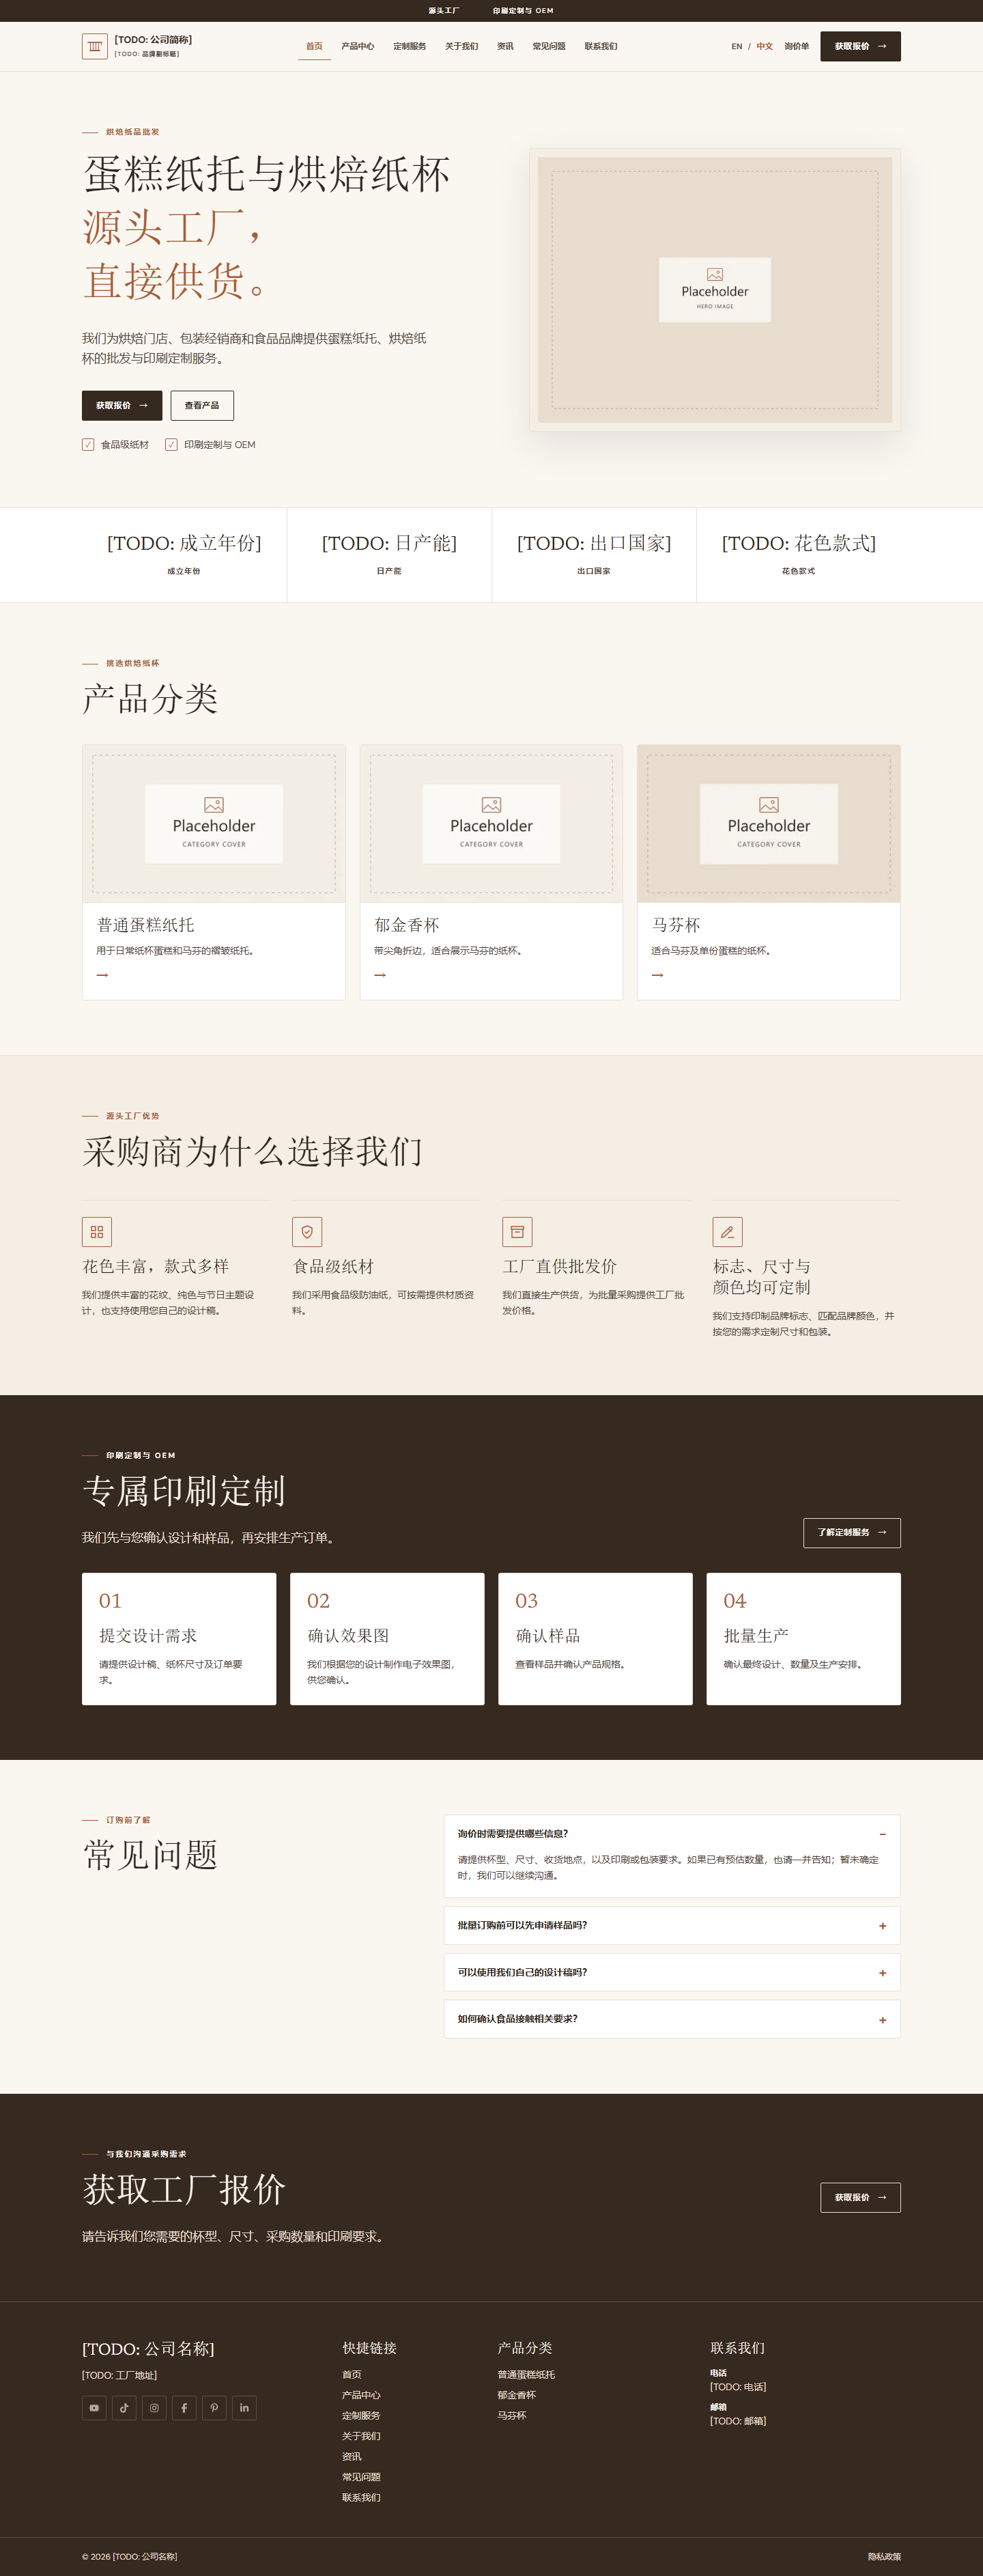 源头工厂 印刷定制与 OEM
[TODO: 公司简称]
[TODO: 品牌副标题]
首页 产品中心 定制服务 关于我们 资讯 常见问题 联系我们
EN / 中文 询价单 获取报价 →
烘焙纸品批发
蛋糕纸托与烘焙纸杯
源头工厂，
直接供货。
我们为烘焙门店、包装经销商和食品品牌提供蛋糕纸托、烘焙纸
杯的批发与印刷定制服务。
获取报价 → 查看产品
食品级纸材 印刷定制与 OEM
Placeholder
HERO IMAGE
[TODO: 成立年份] [TODO: 日产能] [TODO: 出口国家] [TODO: 花色款式]
成立年份 日产能 出口国家 花色款式
挑选烘焙纸杯
产品分类
Placeholder Placeholder Placeholder
CATEGORY COVER CATEGORY COVER CATEGORY COVER
普通蛋糕纸托 郁金香杯 马芬杯
用于日常纸杯蛋糕和马芬的褶皱纸托。 带尖角折边，适合展示马芬的纸杯。 适合马芬及单份蛋糕的纸杯。
→ → →
源头工厂优势
采购商为什么选择我们
花色丰富，款式多样
我们提供丰富的花纹、纯色与节日主题设
计，也支持使用您自己的设计稿。
食品级纸材
我们采用食品级防油纸，可按需提供材质资
料。
工厂直供批发价
我们直接生产供货，为批量采购提供工厂批
发价格。
标志、尺寸与
颜色均可定制
我们支持印制品牌标志、匹配品牌颜色，并
按您的需求定制尺寸和包装。
印刷定制与 OEM
专属印刷定制
我们先与您确认设计和样品，再安排生产订单。
了解定制服务 →
01
提交设计需求
请提供设计稿、纸杯尺寸及订单要
求。
02
确认效果图
我们根据您的设计制作电子效果图，
供您确认。
03
确认样品
查看样品并确认产品规格。
04
批量生产
确认最终设计、数量及生产安排。
订购前了解
常见问题
询价时需要提供哪些信息？ −
请提供杯型、尺寸、收货地点，以及印刷或包装要求。如果已有预估数量，也请一并告知；暂未确定
时，我们可以继续沟通。
批量订购前可以先申请样品吗？ +
可以使用我们自己的设计稿吗？ +
如何确认食品接触相关要求？ +
与我们沟通采购需求
获取工厂报价
请告诉我们您需要的杯型、尺寸、采购数量和印刷要求。
获取报价 →
[TODO: 公司名称]
[TODO: 工厂地址]
快捷链接
首页
产品中心
定制服务
关于我们
资讯
常见问题
联系我们
产品分类
普通蛋糕纸托
郁金香杯
马芬杯
联系我们
电话
[TODO: 电话]
邮箱
[TODO: 邮箱]
© 2026 [TODO: 公司名称]
隐私政策